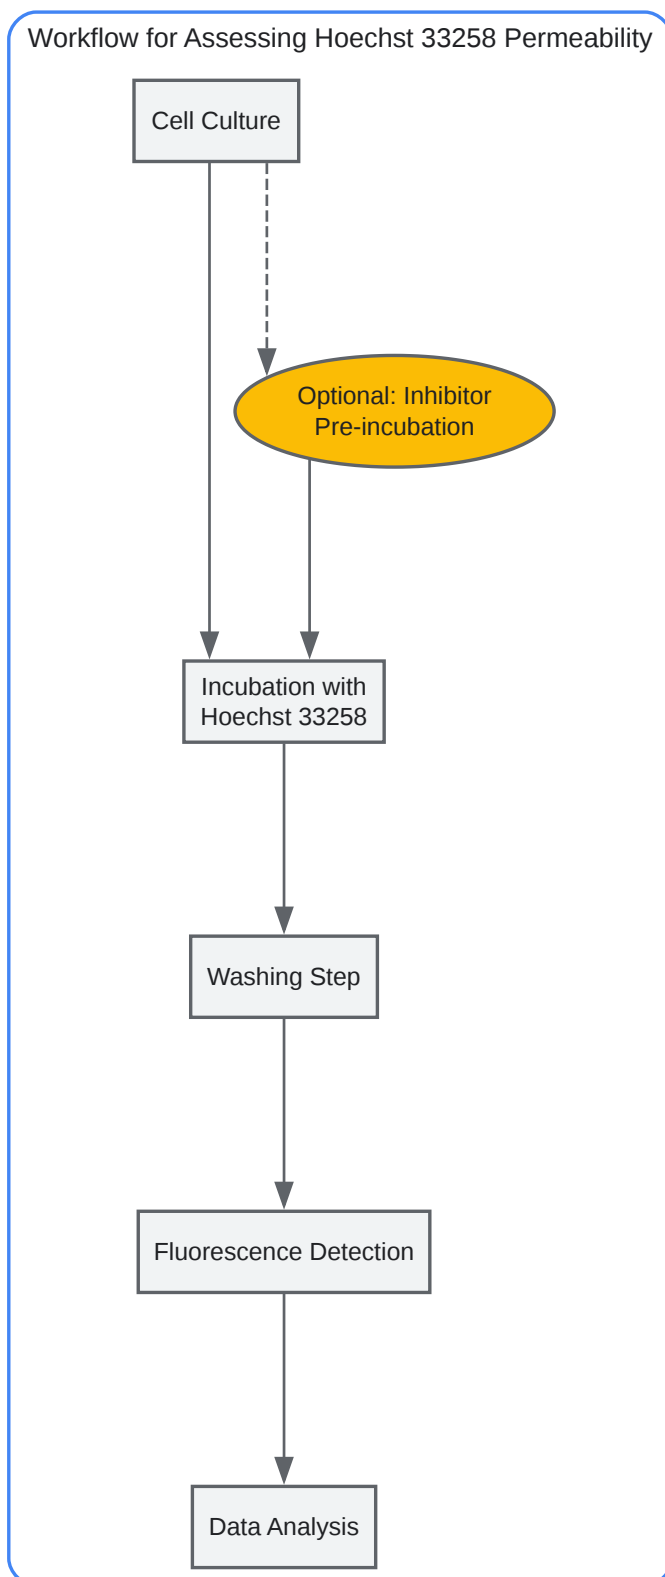 Workflow for Assessing Hoechst 33258 Permeability
Cell Culture
Optional: Inhibitor
Pre-incubation
Incubation with
Hoechst 33258
Washing Step
Fluorescence Detection
Data Analysis